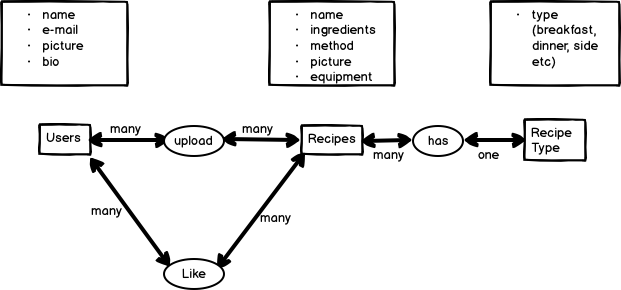 · name
· e-mail
· picture
· bio
· name
· ingredients
· method
· picture
· equipment
· type
(breakfast,
dinner, side
etc)
Users
many
upload
many
Recipes
many
has
one
Recipe
Type
many
many
Like